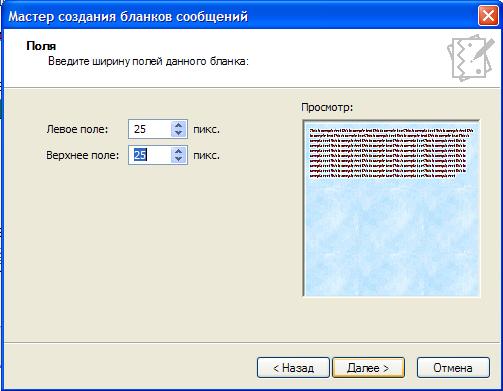 Мастер создания бланков сообщений
Поля
Введите ширину полей данного бланка:
Просмотр:
Левое поле: 25 пикс.
Верхнее поле: 25 пикс.
< Назад Далее > Отмена